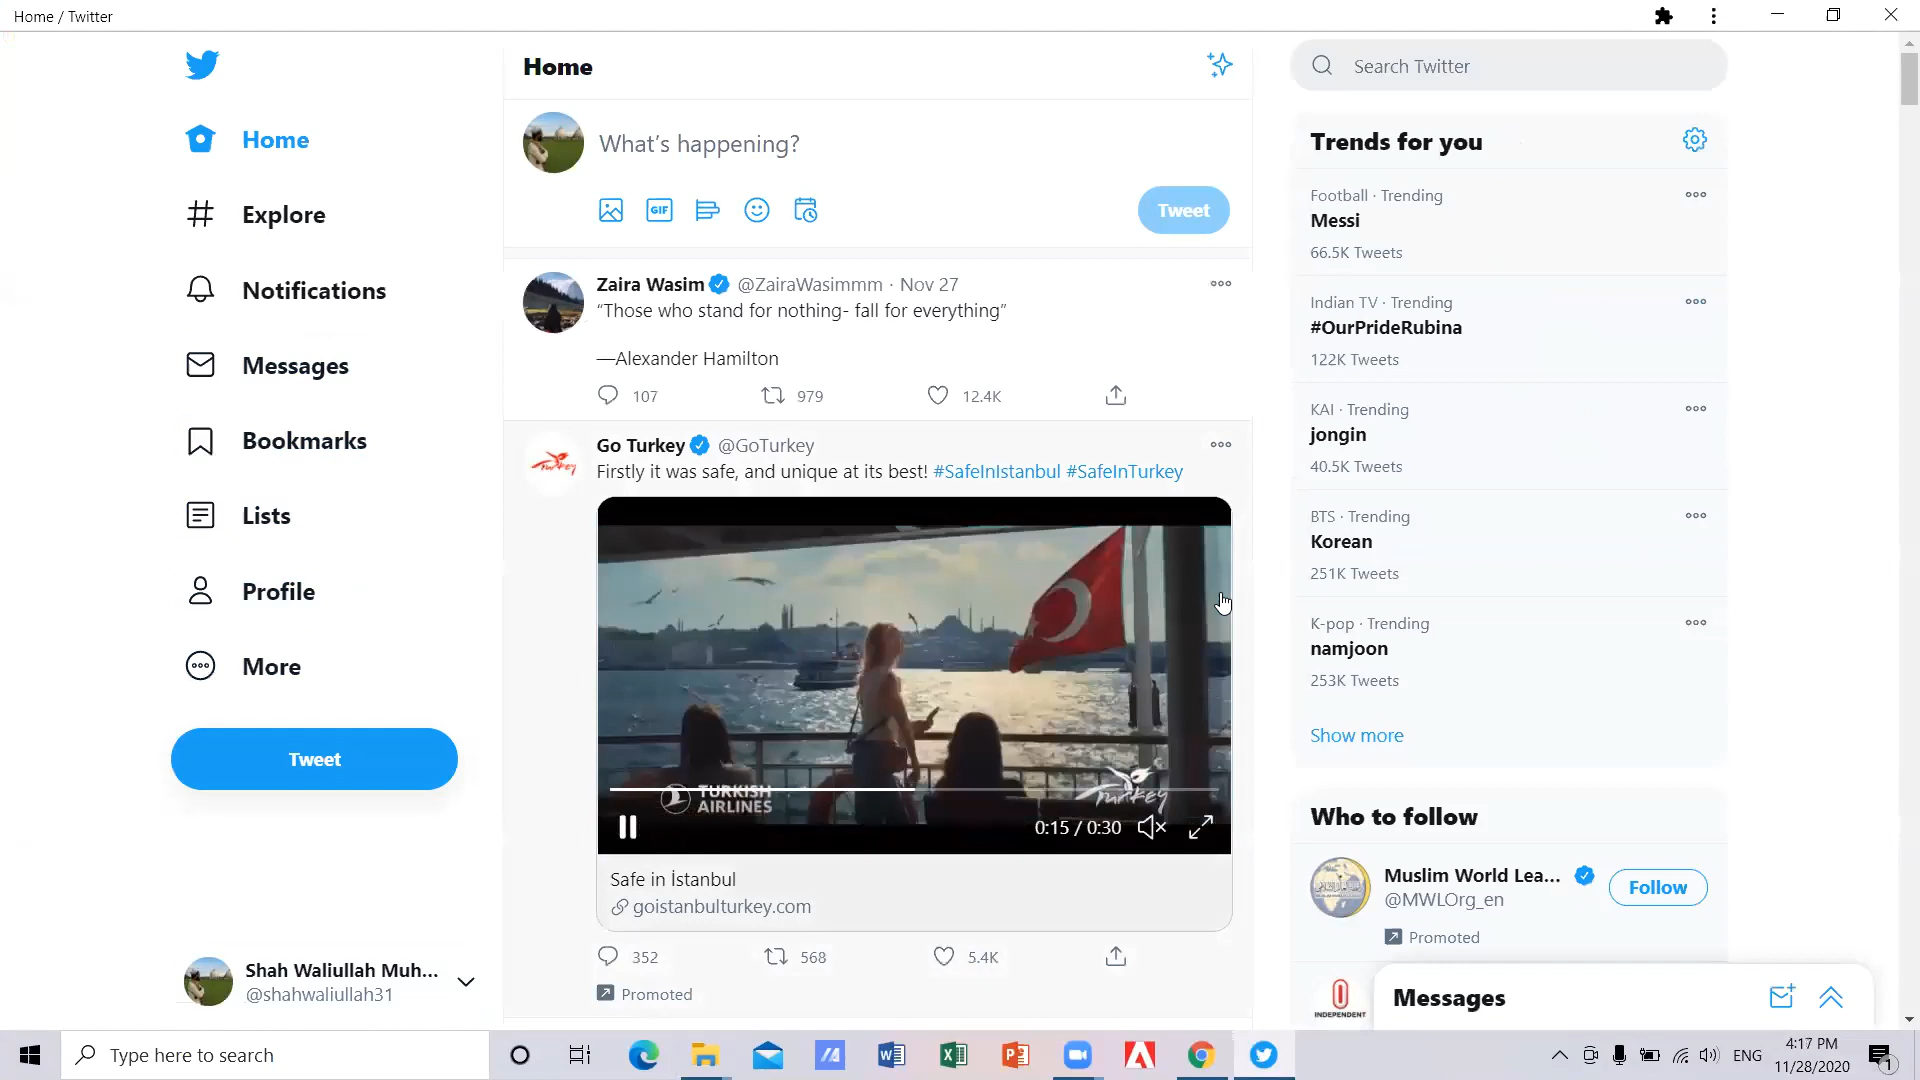 Home / Twitter
Home
Explore
Notifications
Messages
Bookmarks
Lists
Profile
More
Tweet
Shah Waliullah Muh...
@shahwaliullah31
Home
What's happening?
GIF
Tweet
Zaira Wasim @ZairaWasimmm · Nov 27
“Those who stand for nothing- fall for everything”
—Alexander Hamilton
107 979 12.4K
Go Turkey @GoTurkey
Firstly it was safe, and unique at its best! #SafeInIstanbul #SafeInTurkey
TURKISH
AIRLINES
Turkey
0:15 / 0:30
Safe in İstanbul
goistanbulturkey.com
352 568 5.4K
Promoted
Search Twitter
Trends for you
Football · Trending
Messi
66.5K Tweets
Indian TV · Trending
#OurPrideRubina
122K Tweets
KAI · Trending
jongin
40.5K Tweets
BTS · Trending
Korean
251K Tweets
K-pop · Trending
namjoon
253K Tweets
Show more
Who to follow
Muslim World Lea...
@MWLOrg_en
Follow
Promoted
INDEPENDENT
Messages
Type here to search
ENG
4:17 PM
11/28/2020
1